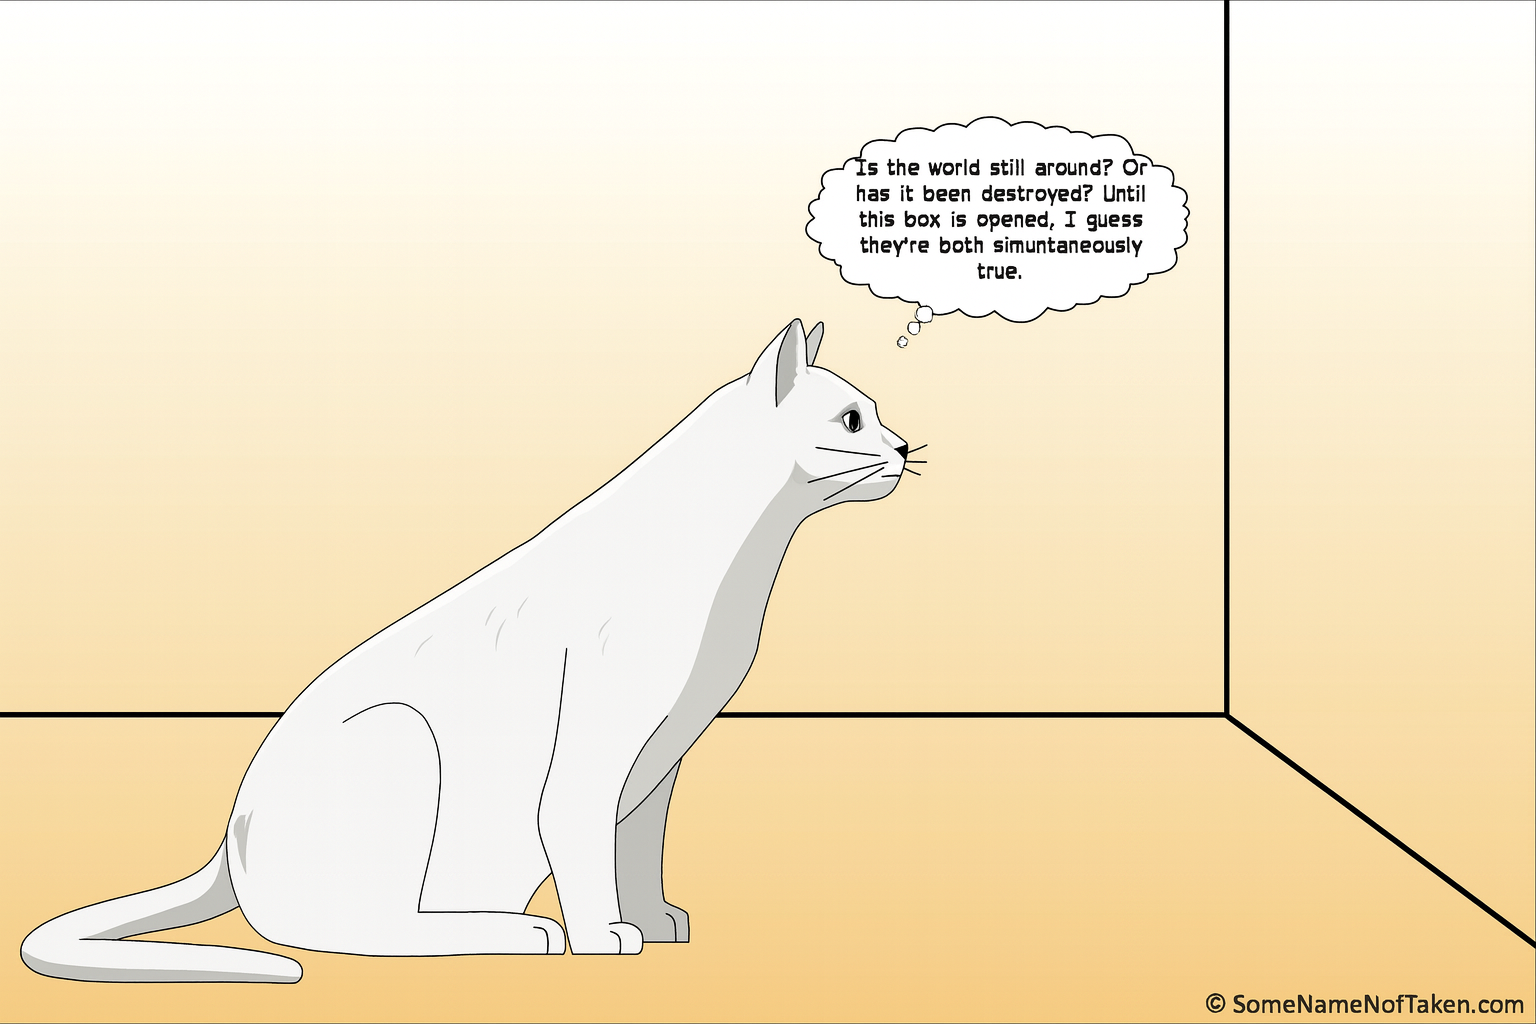 Is the world still around? Or
has it been destroyed? Until
this box is opened, I guess
they're both simuntaneously
true.
© SomeNameNofTaken.com